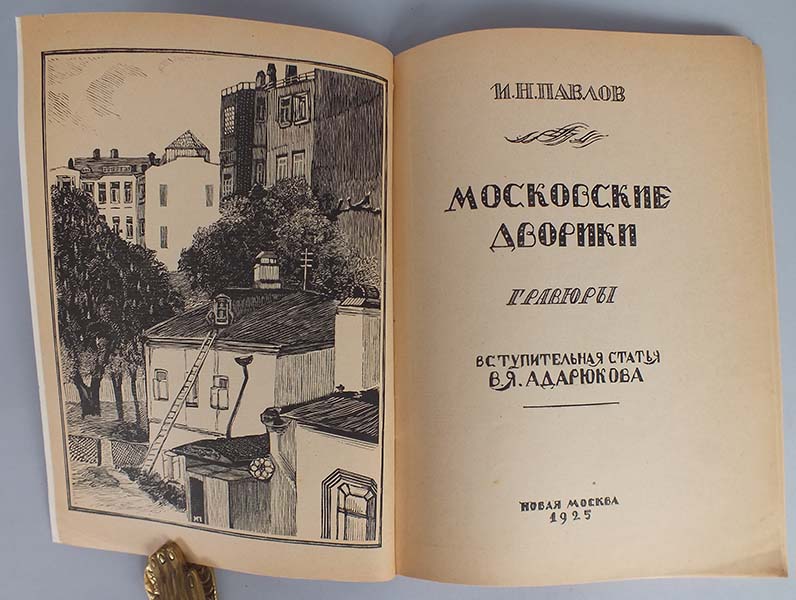 И.Н.ПАВЛОВ
МОСКОВСКИЕ
ДВОРИКИ
ГРАВЮРЫ
ВСТУПИТЕЛЬНАЯ СТАТЬЯ
В.Я. АДАРЮКОВА
НОВАЯ МОСКВА
1925